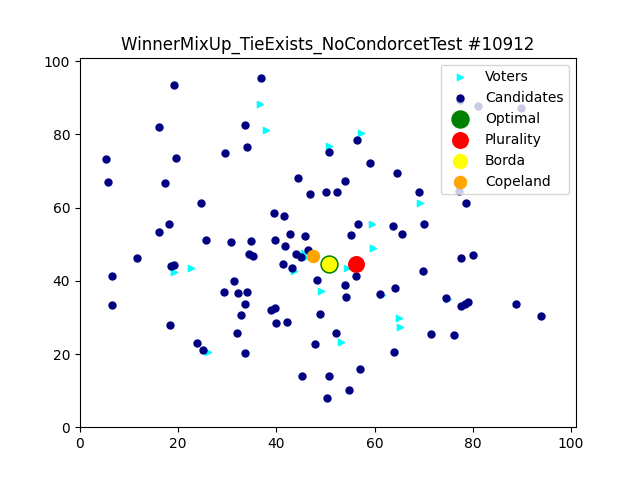 WinnerMixUp_TieExists_NoCondorcetTest #10912
Voters
Candidates
Optimal
Plurality
Borda
Copeland
100
80
60
40
20
0
0 20 40 60 80 100